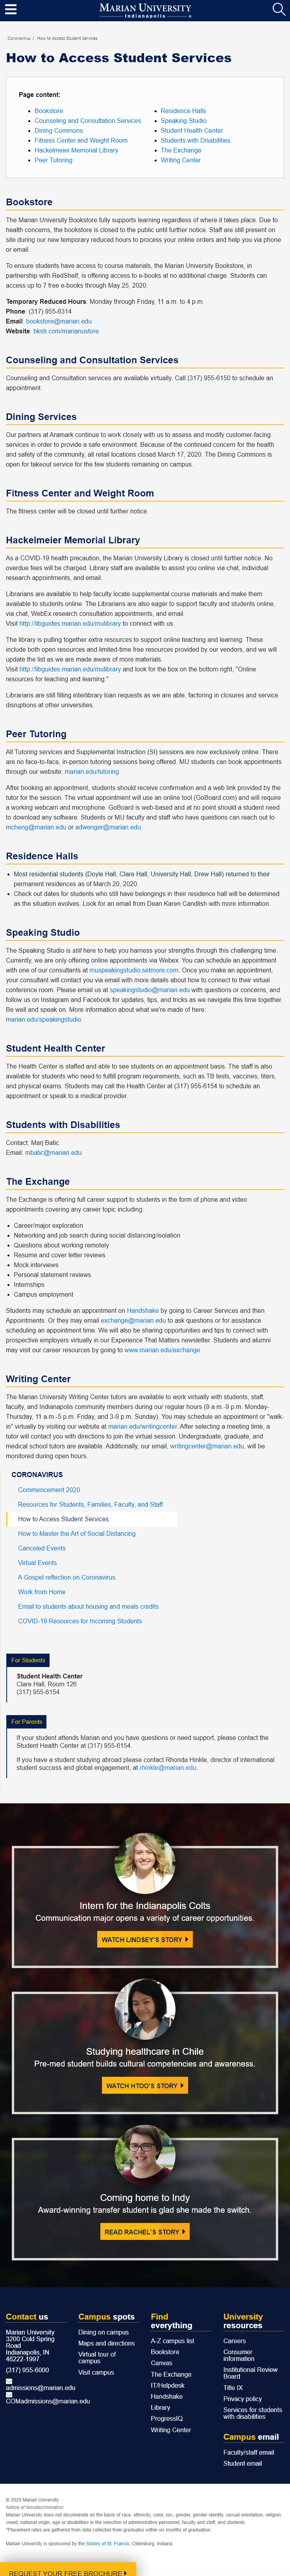 MARIAN UNIVERSITY
Indianapolis
Coronavirus / How to Access Student Services
How to Access Student Services
Page content:
Bookstore
Counseling and Consultation Services
Dining Commons
Fitness Center and Weight Room
Hackelmeier Memorial Library
Peer Tutoring
Residence Halls
Speaking Studio
Student Health Center
Students with Disabilities
The Exchange
Writing Center
Bookstore
The Marian University Bookstore fully supports learning regardless of where it takes place. Due to
health precautions, the bookstore is closed to the public until further notice. Staff are still present on
site during our new temporary reduced hours processing online orders and to help you via phone
or email.
To ensure students have access to course materials, the Marian University Bookstore, in
partnership with RedShelf, is offering access to e-books at no additional charge. Students can
access up to 7 free e-books through May 25, 2020.
Temporary Reduced Hours: Monday through Friday, 11 a.m. to 4 p.m.
Phone: (317) 955-6314
Email: bookstore@marian.edu
Website: bkstr.com/marianustore
Counseling and Consultation Services
Counseling and Consultation services are available virtually. Call (317) 955-6150 to schedule an
appointment.
Dining Services
Our partners at Aramark continue to work closely with us to assess and modify customer-facing
services in order to comply with local, state, and national recommendations and directives. As
such, all campus retail locations were closed March 17, 2020. The Dining Commons is
open for takeout service for the few students remaining on campus.
Fitness Center and Weight Room
The fitness center will be closed until further notice.
Hackelmeier Memorial Library
As a COVID-19 health precaution, the Marian University Library is closed until further notice. No
overdue fines will be charged. Library staff is available to assist you via online chat, individual
research appointments, and email.
Librarians are available to help faculty locate supplemental course materials and make them
available to students online. The Librarians are also eager to assist faculty and students, via online
chat, WebEx research consultation appointments, and email.
Visit http://libguides.marian.edu/mulibrary to connect with us.
The library is pulling together extra resources to complement online teaching and learning. These
include both open resources and limited-time free resources provided by our vendors, and will be
updated as we are made aware of more materials.
Visit http://libguides.marian.edu/mulibrary and look for the box on the bottom right, "Online
resources for teaching and learning."
Librarians are still filling interlibrary loan requests as we are able, factoring in closures and service
disruptions of other universities.
Peer Tutoring
All Tutoring services and Supplemental Instruction (SI) sessions are now exclusively online. There
are no face-to-face, in-person tutoring sessions being offered. MU students can book appointments
through our website: marian.edu/tutoring
After booking an appointment, students should receive confirmation and a web link provided by the
tutor for the session. The virtual appointment will use an online tool (GoBoard.com) and will require
audio and video capability, such as a webcam and microphone. GoBoard is web-based so there is
no need to download any software. Students or MU faculty and staff who have questions can reach out to
mcheng@marian.edu or adwenger@marian.edu.
Residence Halls
Most residential students (Doyle Hall, Clare Hall, University Hall, Drew Hall) returned to their
permanent residences as of March 20, 2020.
Check out dates for students who still have belongings in their residence hall will be determined
as the situation evolves. Look for an email from Dean Karen Candlish with more information.
Speaking Studio
The Speaking Studio is still here to help you harness your strengths through this challenging time.
Currently, we are only offering online appointments via Webex. You can schedule an appointment
with one of our consultants at muspeakingstudio.setmore.com. Once you make an appointment,
your consultant will contact you via email with more details about how to connect to their video
conference room. Please email us at speakingstudio@marian.edu with questions or concerns, and
follow us on Instagram and Facebook for updates, tips, and tricks as we navigate this time together.
Be well and speak on. More information about what we're made of here:
marian.edu/speakingstudio.
Student Health Center
The Health Center is staffed and able to see students on an appointment basis. The staff is also
available for students who need to fulfill program requirements, such as TB tests, vaccines, titers,
and physical exams. Students may call the Health Center at (317) 955-6154 to schedule an
appointment or speak to a medical provider.
Students with Disabilities
Contact: Marj Batic
Email: mbatic@marian.edu
The Exchange
The Exchange is offering full career support to students in the form of phone and video
appointments covering any career topic including:
Career/major exploration
Networking and job search during social distancing/isolation
Questions about working remotely
Resume and cover letter reviews
Mock interviews
Personal statement reviews
Internships
Campus employment
Students may schedule an appointment on Handshake by going to Career Services and then
Appointments. Or they may email exchange@marian.edu to ask questions or for assistance
scheduling an appointment time. We will also be sharing opportunities and tips to connect with
prospective employers virtually in our Experience That Matters newsletter. Students and alumni
may visit our career resources by going to www.marian.edu/exchange
Writing Center
The Marian University Writing Center tutors are available to work virtually with students, staff,
faculty, and Indianapolis site learners during our regular hours (9 a.m.-9 p.m. Monday-
Thursday, 11 a.m.-5 p.m. Friday, and 3-9 p.m. Sunday). You can schedule an appointment or "walk-
in" virtually by visiting our website at marian.edu/writingcenter. After selecting a meeting time, a
tutor will contact you with directions to join the virtual session. Undergraduate, graduate, and
medical school tutors are all available. Additionally, our email, writingcenter@marian.edu, will be
monitored during open hours.
CORONAVIRUS
Commencement 2020
Resources for Students, Families, Faculty, and Staff
How to Access Student Services
How to Master the Art of Social Distancing
Canceled Events
Virtual Events
A Gospel reflection on Coronavirus
Work from Home
Email to students about housing and meals credits
COVID-19 Resources for Incoming Students
For Students
Student Health Center
Clare Hall, Room 126
(317) 955-6154
For Parents
If your student attends Marian and you have questions or need support, please contact the
Student Health Center at (317) 955-6154.
If you have a student studying abroad please contact Rhonda Hinkle, director of international
student success and global engagement, at rhinkle@marian.edu.
Intern for the Indianapolis Colts
Communication major opens a variety of career opportunities.
WATCH LINDSEY'S STORY
Studying healthcare in Chile
Pre-med student builds cultural competencies and awareness.
WATCH HTOO'S STORY
Coming home to Indy
Award-winning transfer student is glad she made the switch.
READ RACHEL'S STORY
Contact us
Marian University
3200 Cold Spring
Road
Indianapolis, IN
46222-1997
(317) 955-6000
admissions@marian.edu
COMadmissions@marian.edu
Campus spots
Dining on campus
Maps and directions
Virtual tour of
campus
Visit campus
Find
everything
A-Z campus list
Bookstore
Canvas
The Exchange
IT/Helpdesk
Handshake
Library
ProgressIQ
Writing Center
University
resources
Careers
Consumer
information
Institutional Review
Board
Title IX
Privacy policy
Services for students
with disabilities
Campus email
Faculty/staff email
Student email
© 2020 Marian University
Notice of Nondiscrimination
Marian University does not discriminate on the basis of race, ethnicity, color, sex, gender, gender identity, sexual orientation, religion,
creed, national origin, age or disabilities in the selection of administrative personnel, faculty and staff, and students.
*Placement rates are gathered from data collected from graduates within six months of graduation.
Marian University is sponsored by the Sisters of St. Francis, Oldenburg, Indiana.
REQUEST YOUR FREE BROCHURE